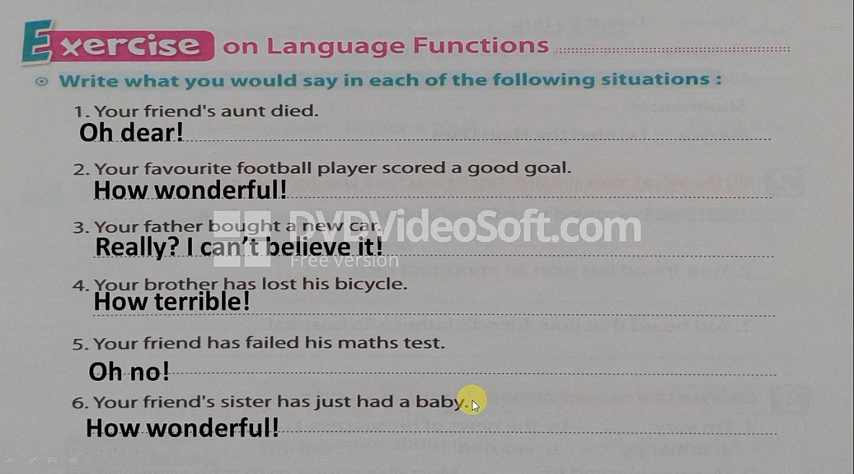 Exercise on Language Functions
Write what you would say in each of the following situations :
1. Your friend's aunt died.
Oh dear!
2. Your favourite football player scored a good goal.
How wonderful!
3. Your father bought a new car.
Really? I can't believe it!
DVDVideoSoft.com
Free version
4. Your brother has lost his bicycle.
How terrible!
5. Your friend has failed his maths test.
Oh no!
6. Your friend's sister has just had a baby.
How wonderful!